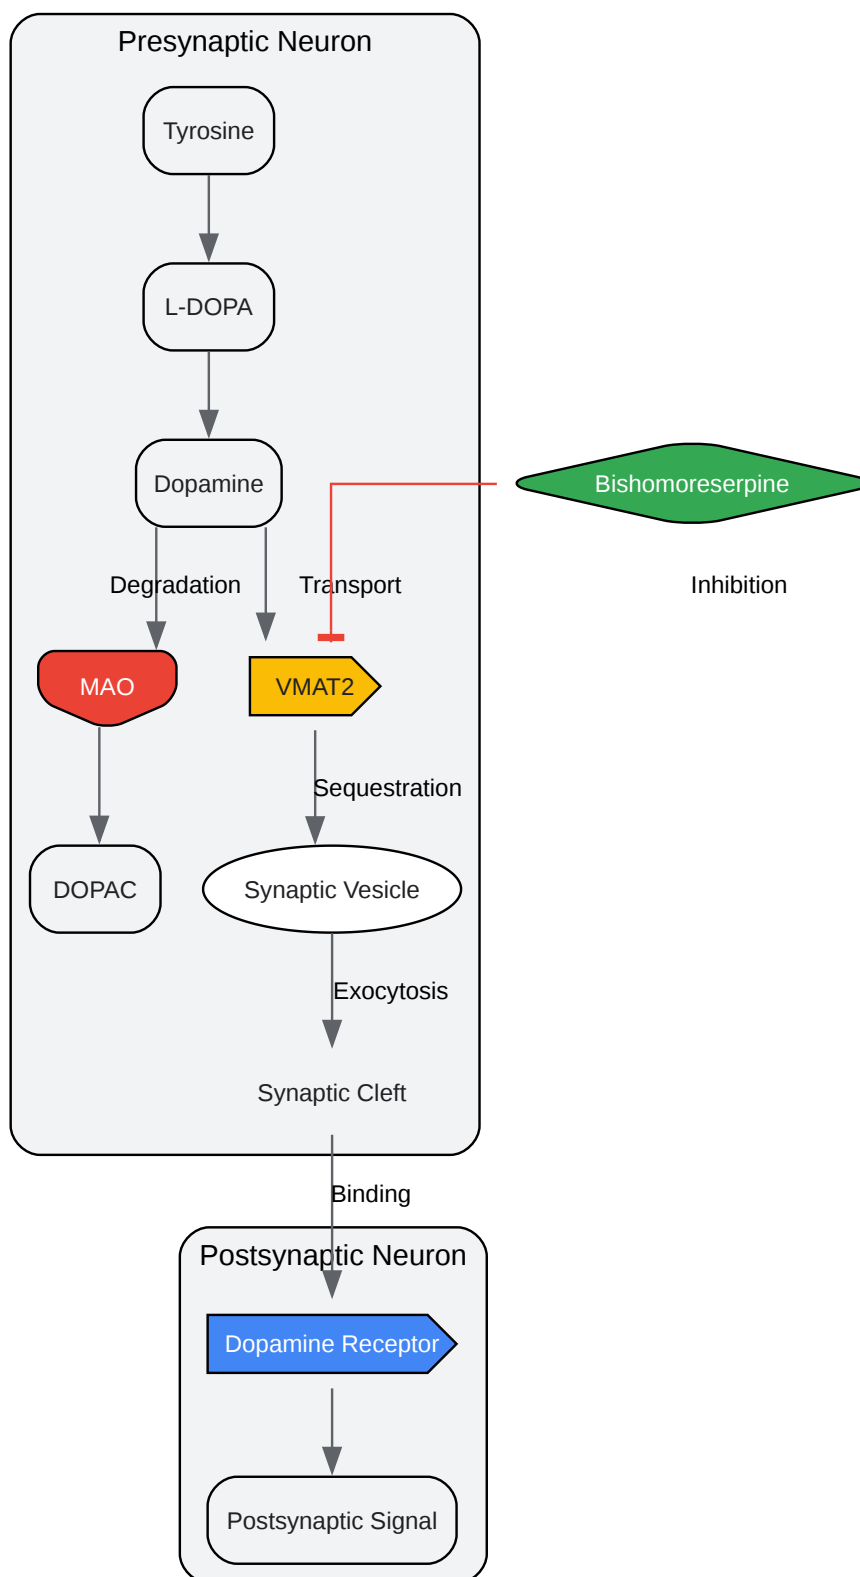 Presynaptic Neuron
Tyrosine
L-DOPA
Dopamine
Bishomoreserpine
Degradation
Transport
Inhibition
MAO
VMAT2
Sequestration
DOPAC
Synaptic Vesicle
Exocytosis
Synaptic Cleft
Binding
Postsynaptic Neuron
Dopamine Receptor
Postsynaptic Signal